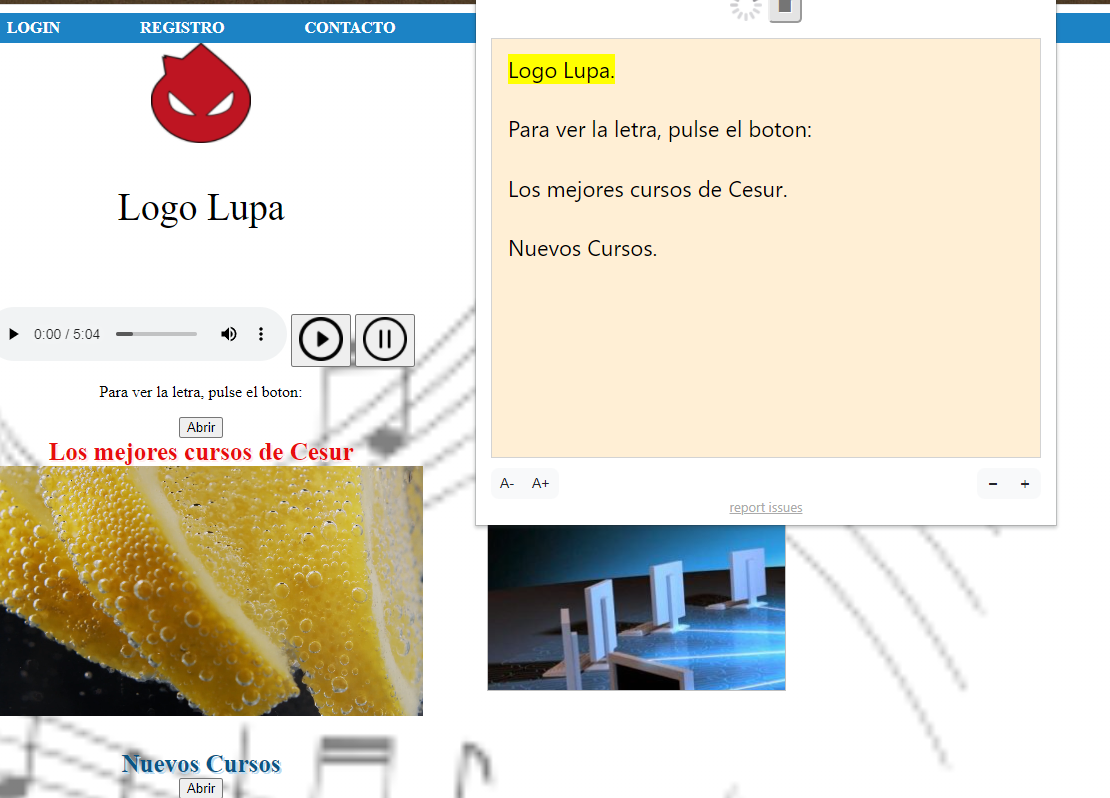 LOGIN REGISTRO CONTACTO
Logo Lupa
0:00 / 5:04
Para ver la letra, pulse el boton:
Abrir
Los mejores cursos de Cesur
Nuevos Cursos
Abrir
Logo Lupa.
Para ver la letra, pulse el boton:
Los mejores cursos de Cesur.
Nuevos Cursos.
A- A+ − +
report issues